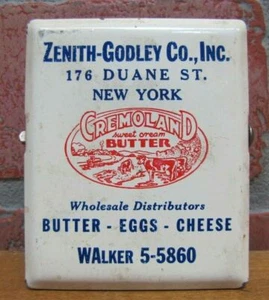 ZENITH-GODLEY CO., INC.
176 DUANE ST.
NEW YORK
CREMOLAND
sweet cream
BUTTER
Wholesale Distributors
BUTTER - EGGS - CHEESE
WALKER 5-5860